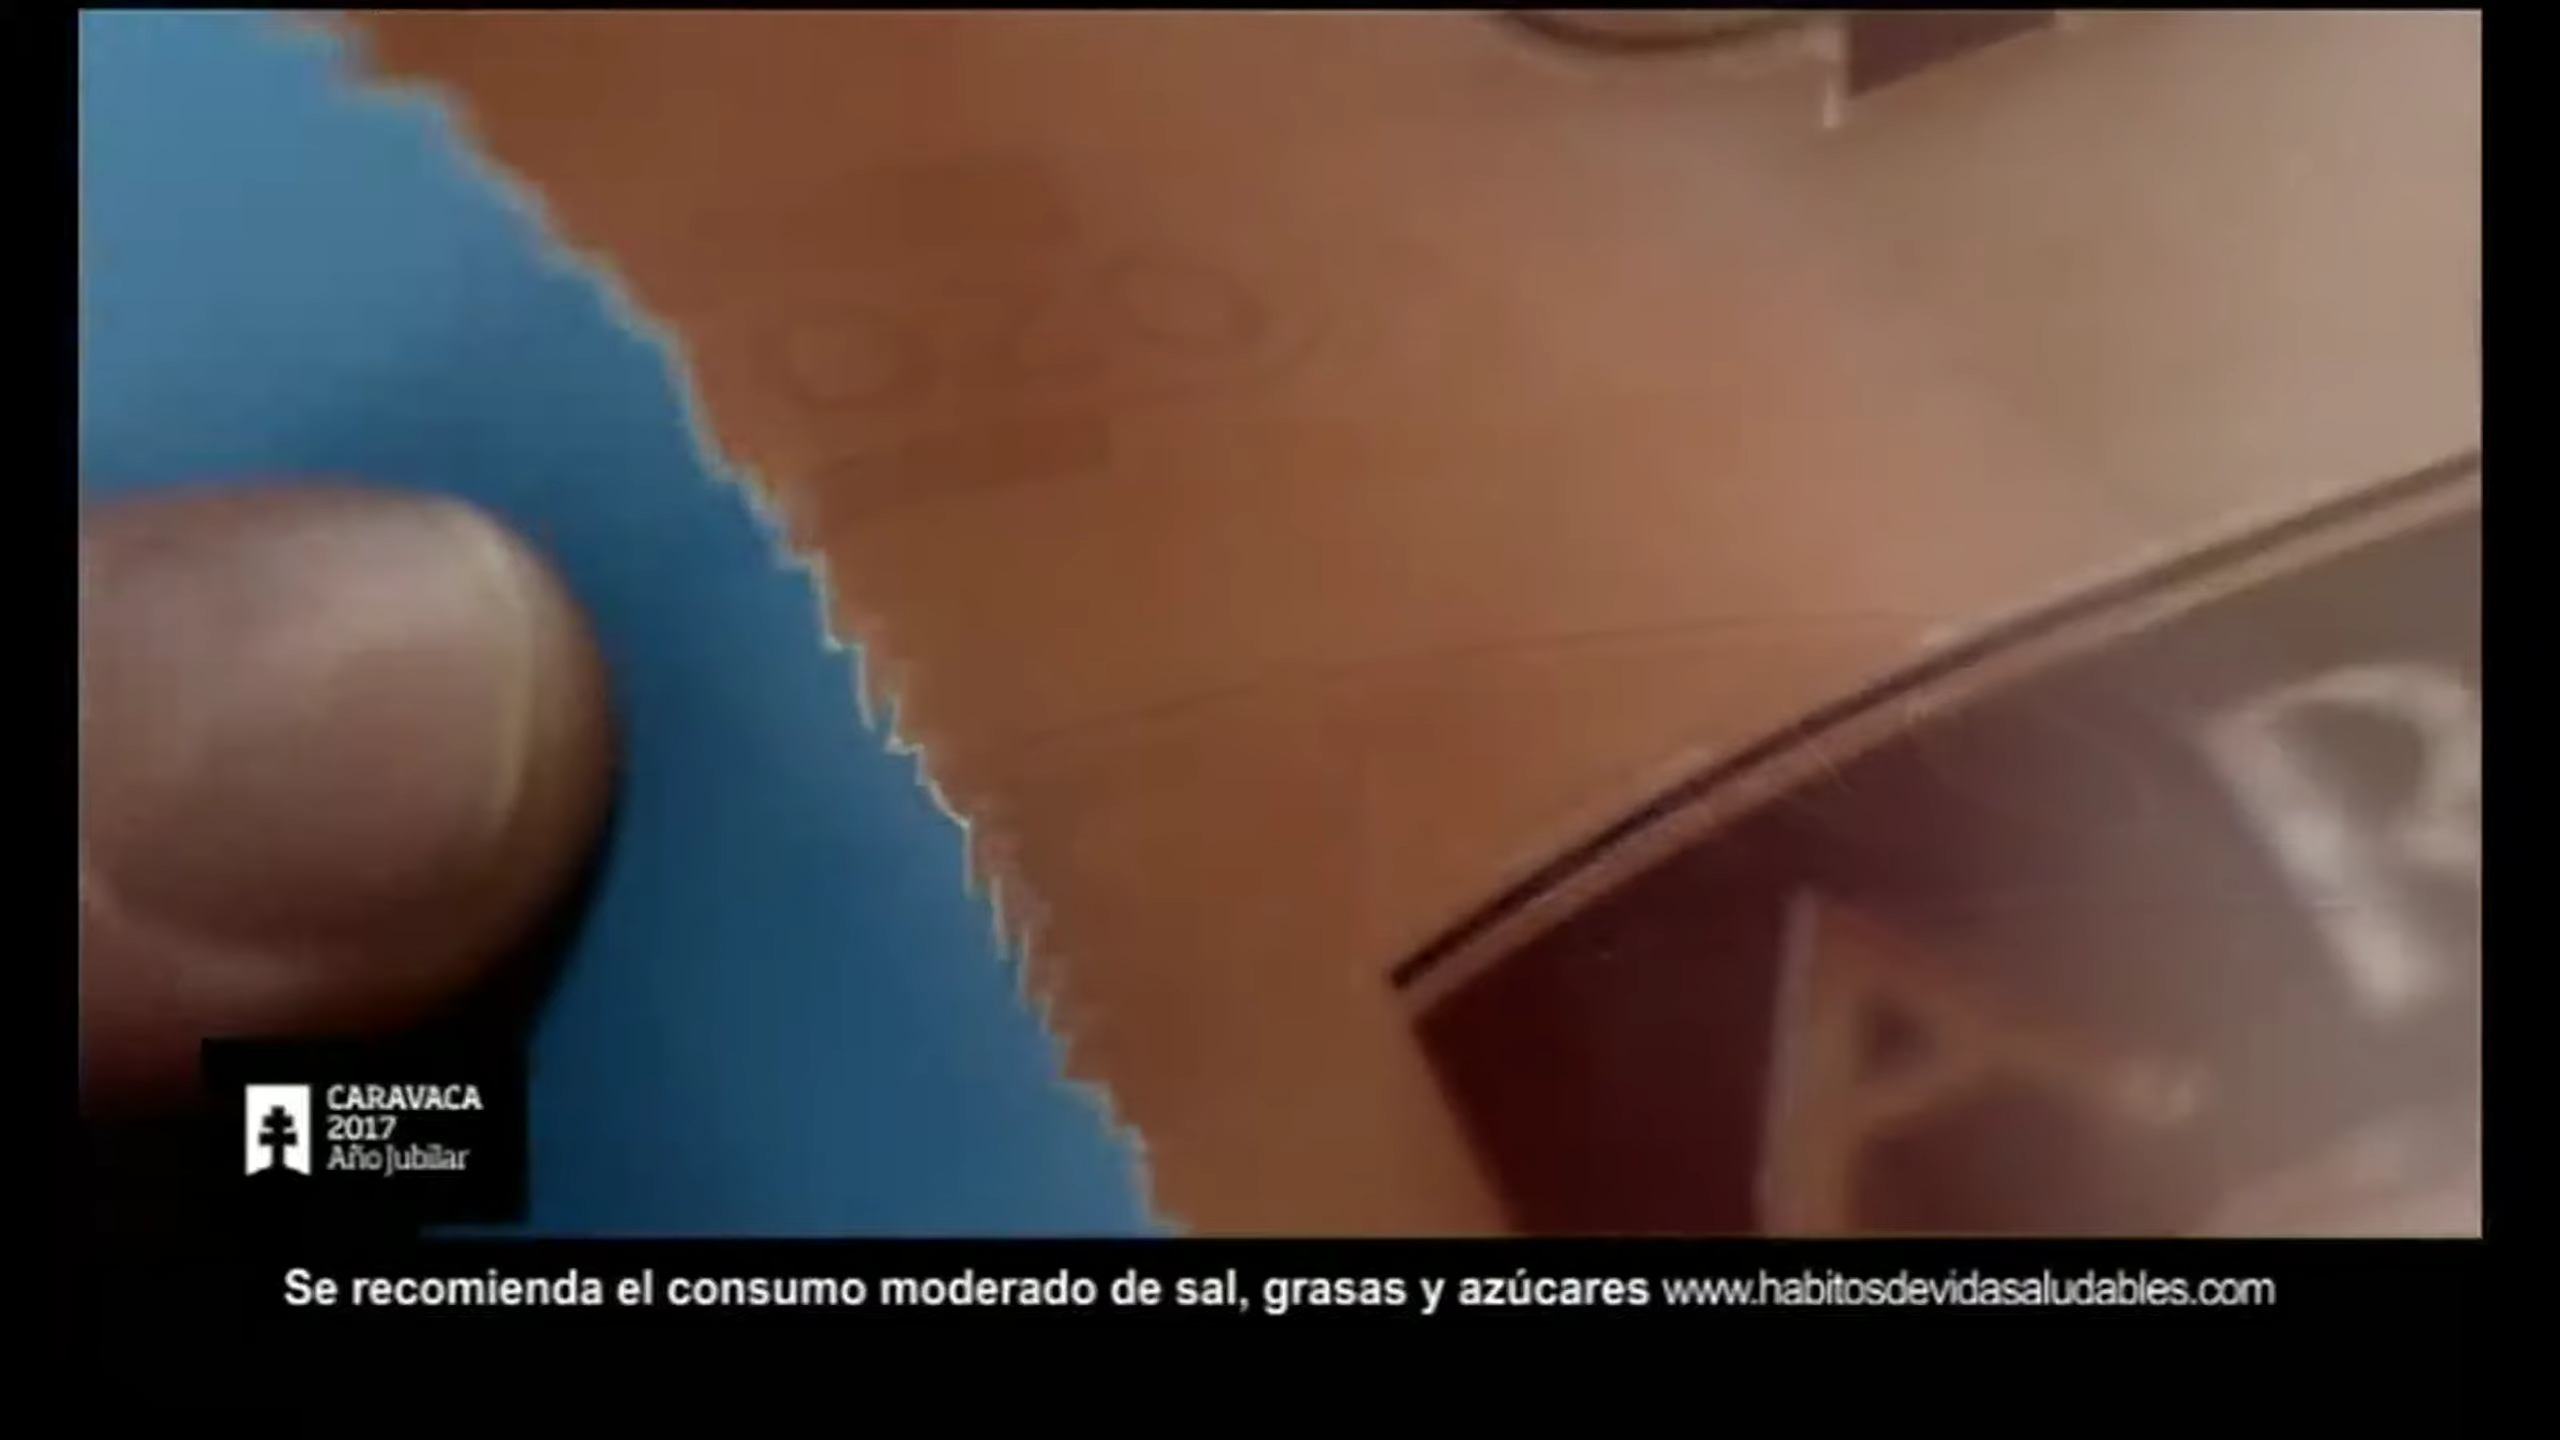 CARAVACA
2017
Año Jubilar
Se recomienda el consumo moderado de sal, grasas y azúcares www.habitosdevidasaludables.com